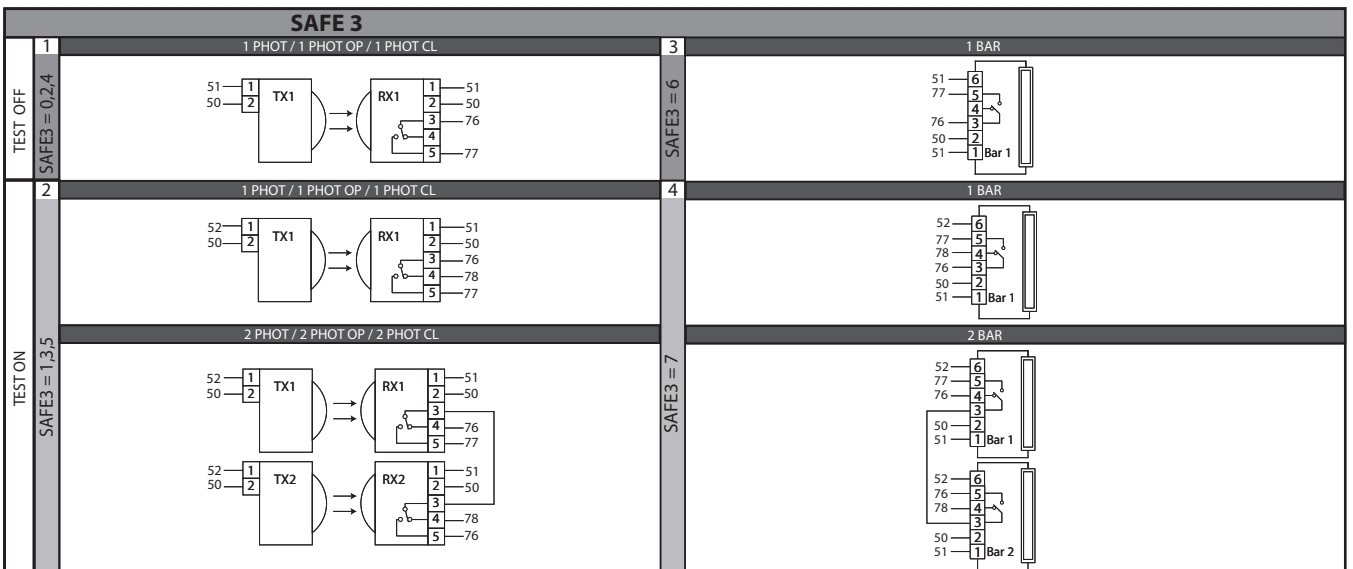 SAFE 3
TEST OFF
1
SAFE3 = 0,2,4
1 PHOT / 1 PHOT OP / 1 PHOT CL
51 1 TX1 RX1 1 51
50 2 2 50
3 76
4
5 77
3
SAFE3 = 6
1 BAR
51 6
77 5
4
76 3
50 2
51 1 Bar 1
TEST ON
2
SAFE3 = 1,3,5
1 PHOT / 1 PHOT OP / 1 PHOT CL
52 1 TX1 RX1 1 51
50 2 2 50
3 76
4 78
5 77
2 PHOT / 2 PHOT OP / 2 PHOT CL
52 1 TX1 RX1 1 51
50 2 2 50
3
4 76
5 77
52 1 TX2 RX2 1 51
50 2 2 50
3
4 78
5 76
4
SAFE3 = 7
1 BAR
52 6
77 5
78 4
76 3
50 2
51 1 Bar 1
2 BAR
52 6
77 5
76 4
3
50 2
51 1 Bar 1
52 6
76 5
78 4
3
50 2
51 1 Bar 2